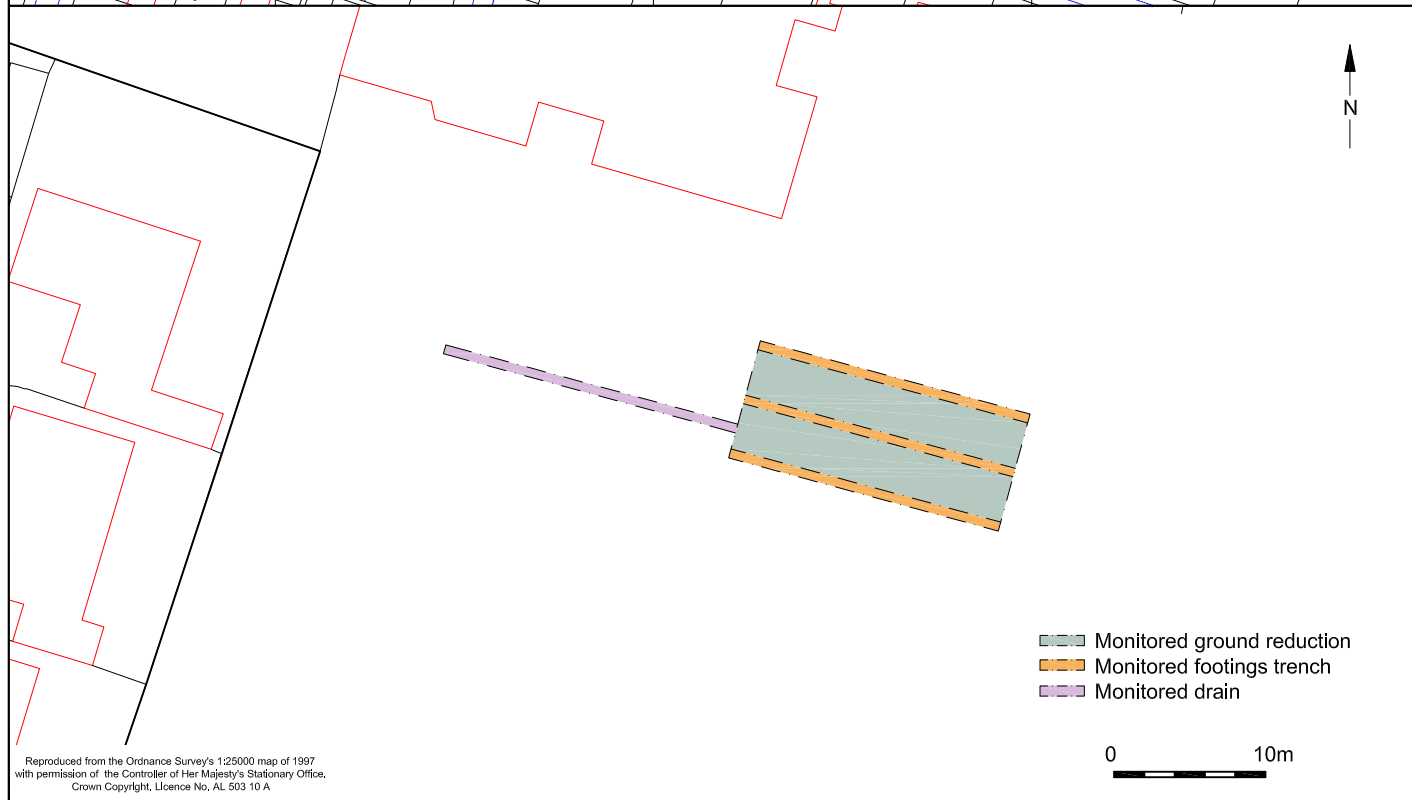 N
Monitored ground reduction
Monitored footings trench
Monitored drain
0 10m
Reproduced from the Ordnance Survey's 1:25000 map of 1997
with permission of the Controller of Her Majesty's Stationary Office.
Crown Copyright. Licence No. AL 503 10 A